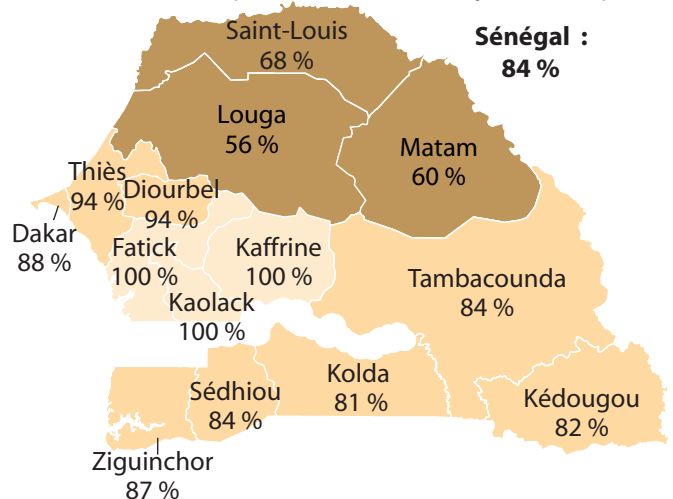 Saint-Louis
68 %
Sénégal :
84 %
Louga
56 %
Matam
60 %
Thiès
94 %
Diourbel
94 %
Dakar
88 %
Fatick
100 %
Kaffrine
100 %
Kaolack
100 %
Tambacounda
84 %
Sédhiou
84 %
Kolda
81 %
Kédougou
82 %
Ziguinchor
87 %